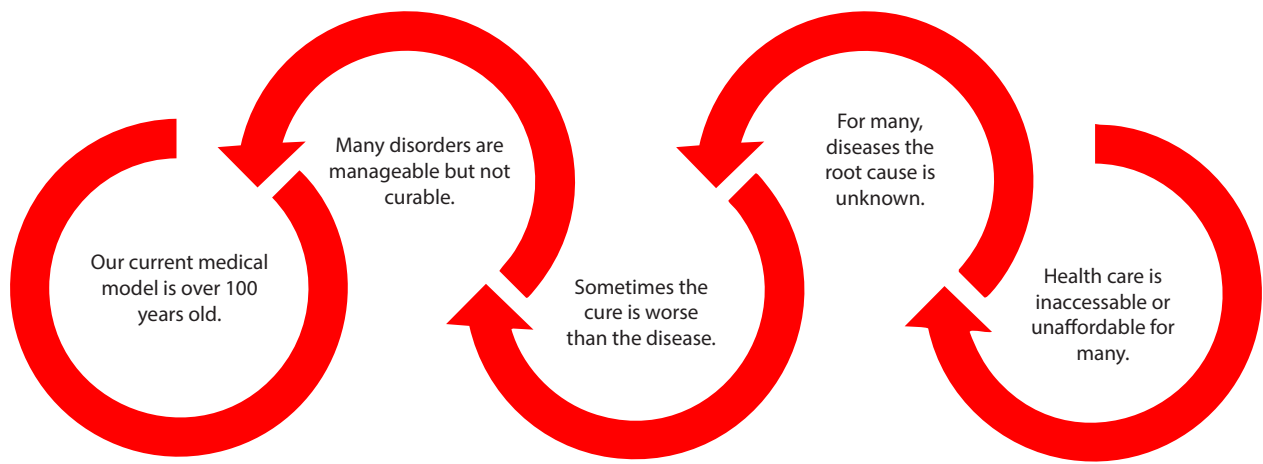 Our current medical
model is over 100
years old.
Many disorders are
manageable but not
curable.
Sometimes the
cure is worse
than the disease.
For many,
diseases the
root cause is
unknown.
Health care is
inaccessable or
unaffordable for
many.